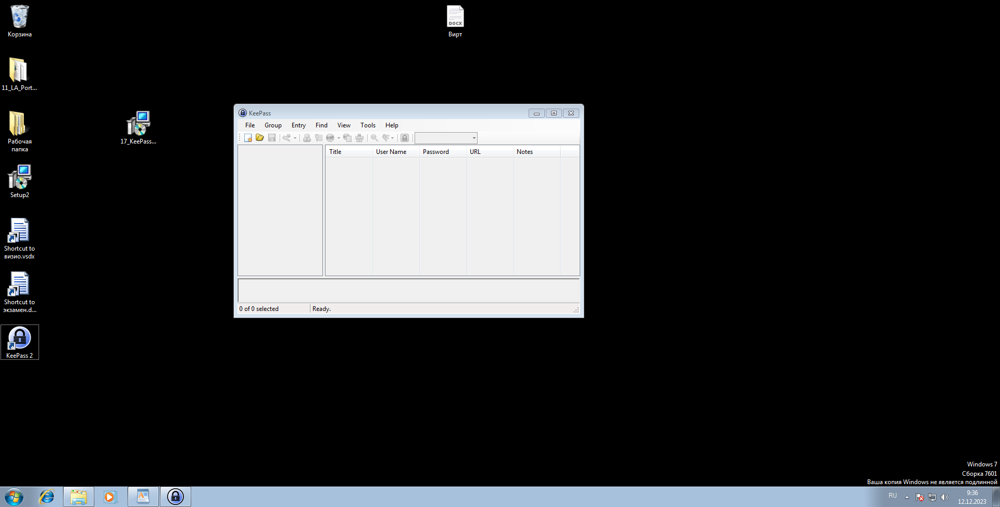 Корзина
DOCX
Вирт
11_LA_Port...
Рабочая
папка
17_KeePass...
Setup2
Shortcut to
визио.vsdx
Shortcut to
экзамен.d...
KeePass 2
KeePass
File Group Entry Find View Tools Help
Title User Name Password URL Notes
0 of 0 selected Ready.
Windows 7
Сборка 7601
Ваша копия Windows не является подлинной
RU
9:36
12.12.2023